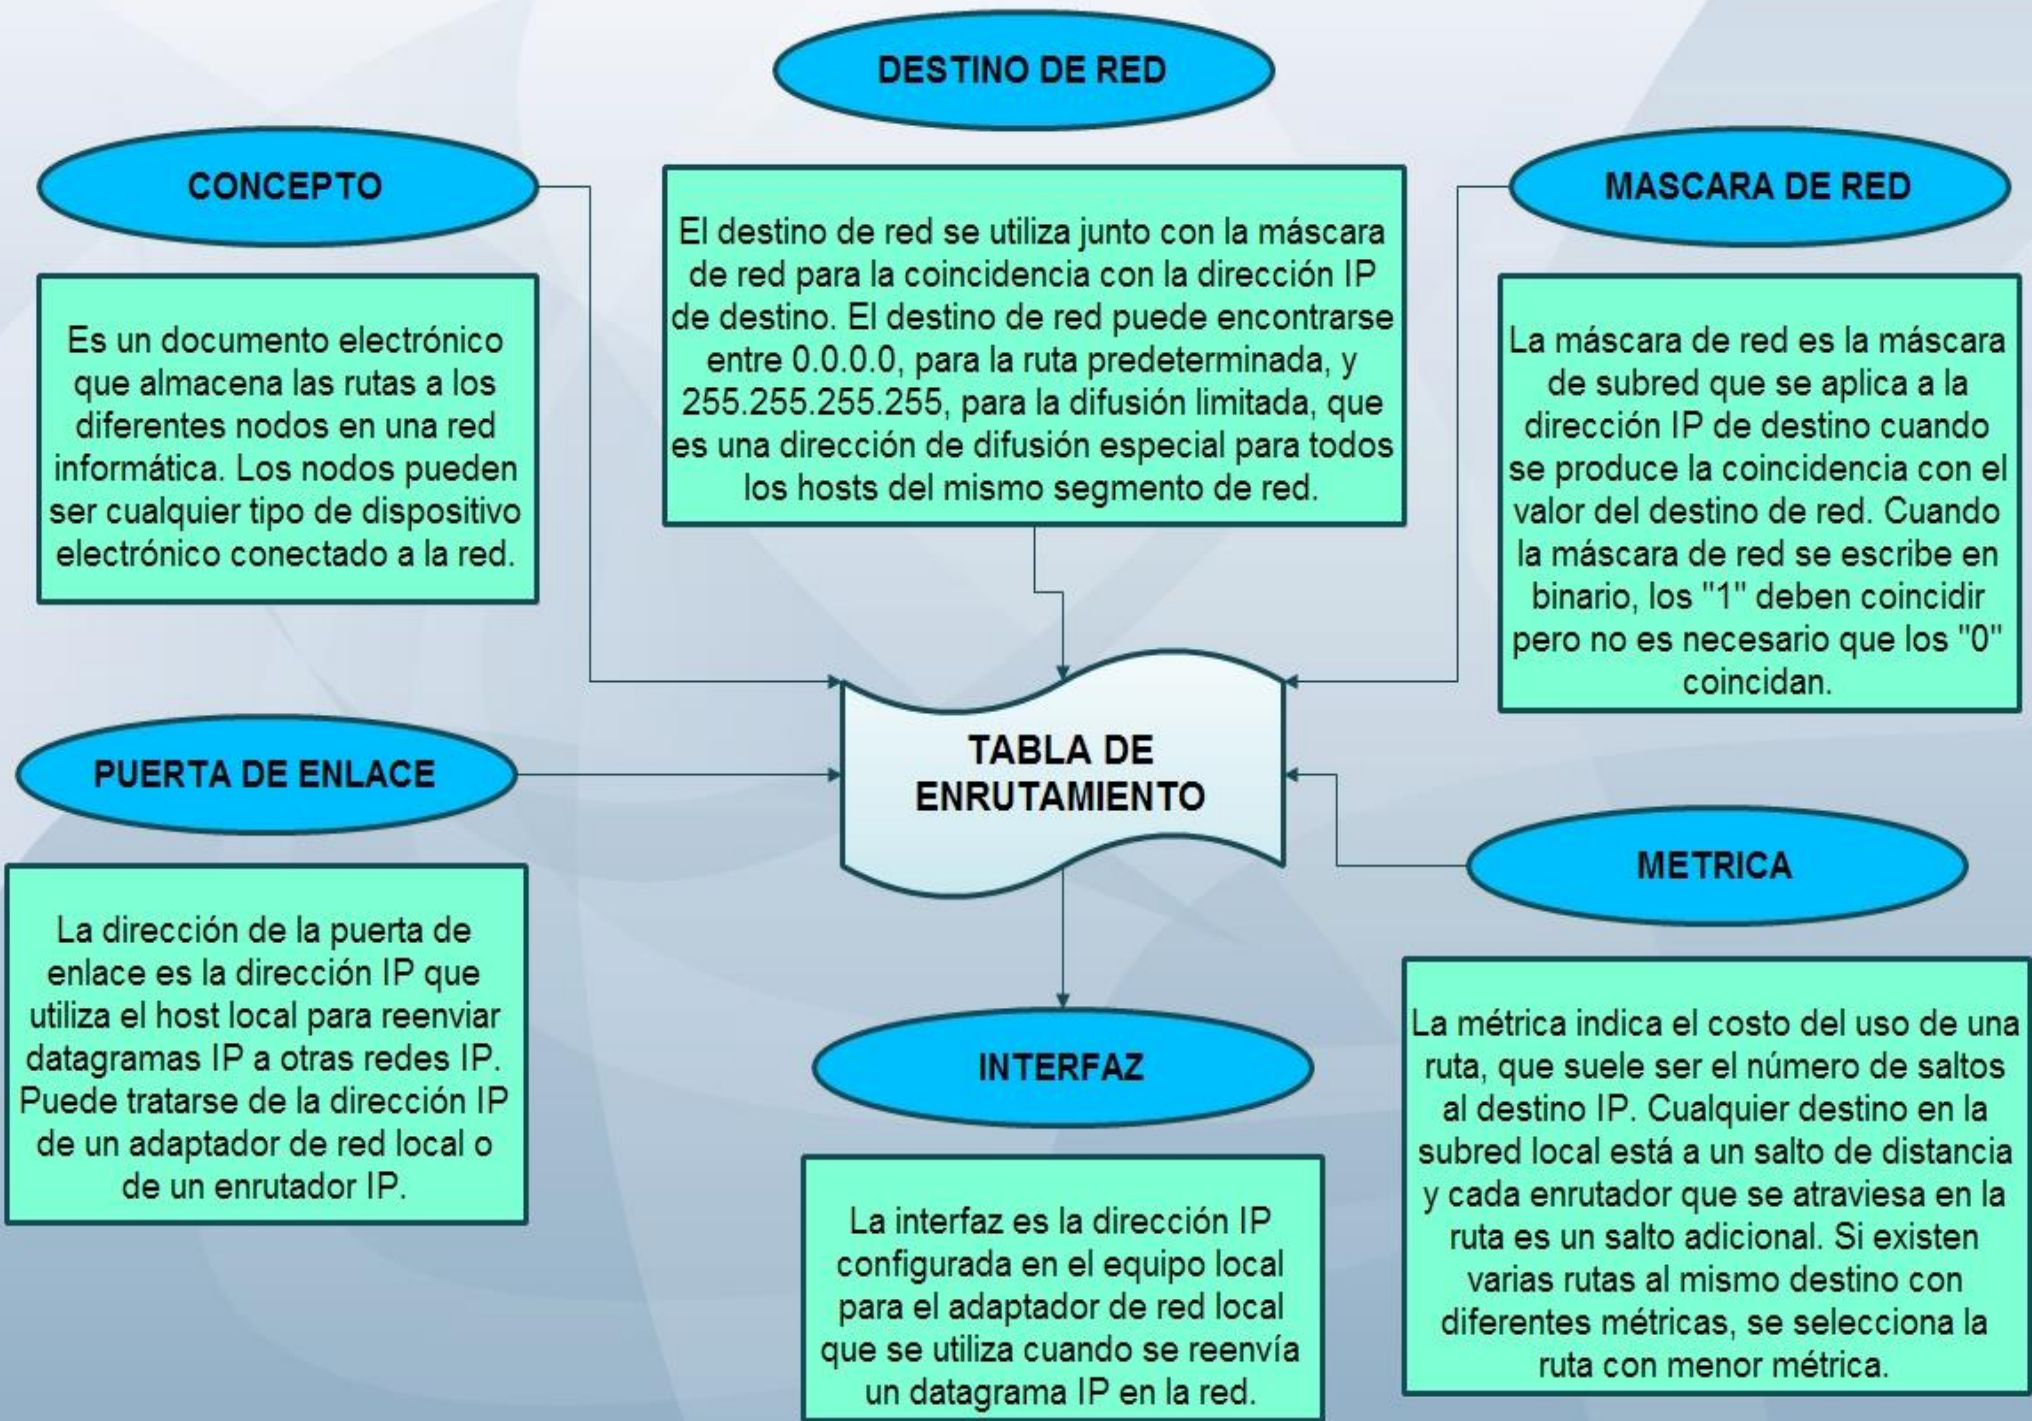 DESTINO DE RED
El destino de red se utiliza junto con la máscara
de red para la coincidencia con la dirección IP
de destino. El destino de red puede encontrarse
entre 0.0.0.0, para la ruta predeterminada, y
255.255.255.255, para la difusión limitada, que
es una dirección de difusión especial para todos
los hosts del mismo segmento de red.
CONCEPTO
Es un documento electrónico
que almacena las rutas a los
diferentes nodos en una red
informática. Los nodos pueden
ser cualquier tipo de dispositivo
electrónico conectado a la red.
MASCARA DE RED
La máscara de red es la máscara
de subred que se aplica a la
dirección IP de destino cuando
se produce la coincidencia con el
valor del destino de red. Cuando
la máscara de red se escribe en
binario, los "1" deben coincidir
pero no es necesario que los "0"
coincidan.
TABLA DE
ENRUTAMIENTO
PUERTA DE ENLACE
La dirección de la puerta de
enlace es la dirección IP que
utiliza el host local para reenviar
datagramas IP a otras redes IP.
Puede tratarse de la dirección IP
de un adaptador de red local o
de un enrutador IP.
METRICA
La métrica indica el costo del uso de una
ruta, que suele ser el número de saltos
al destino IP. Cualquier destino en la
subred local está a un salto de distancia
y cada enrutador que se atraviesa en la
ruta es un salto adicional. Si existen
varias rutas al mismo destino con
diferentes métricas, se selecciona la
ruta con menor métrica.
INTERFAZ
La interfaz es la dirección IP
configurada en el equipo local
para el adaptador de red local
que se utiliza cuando se reenvía
un datagrama IP en la red.